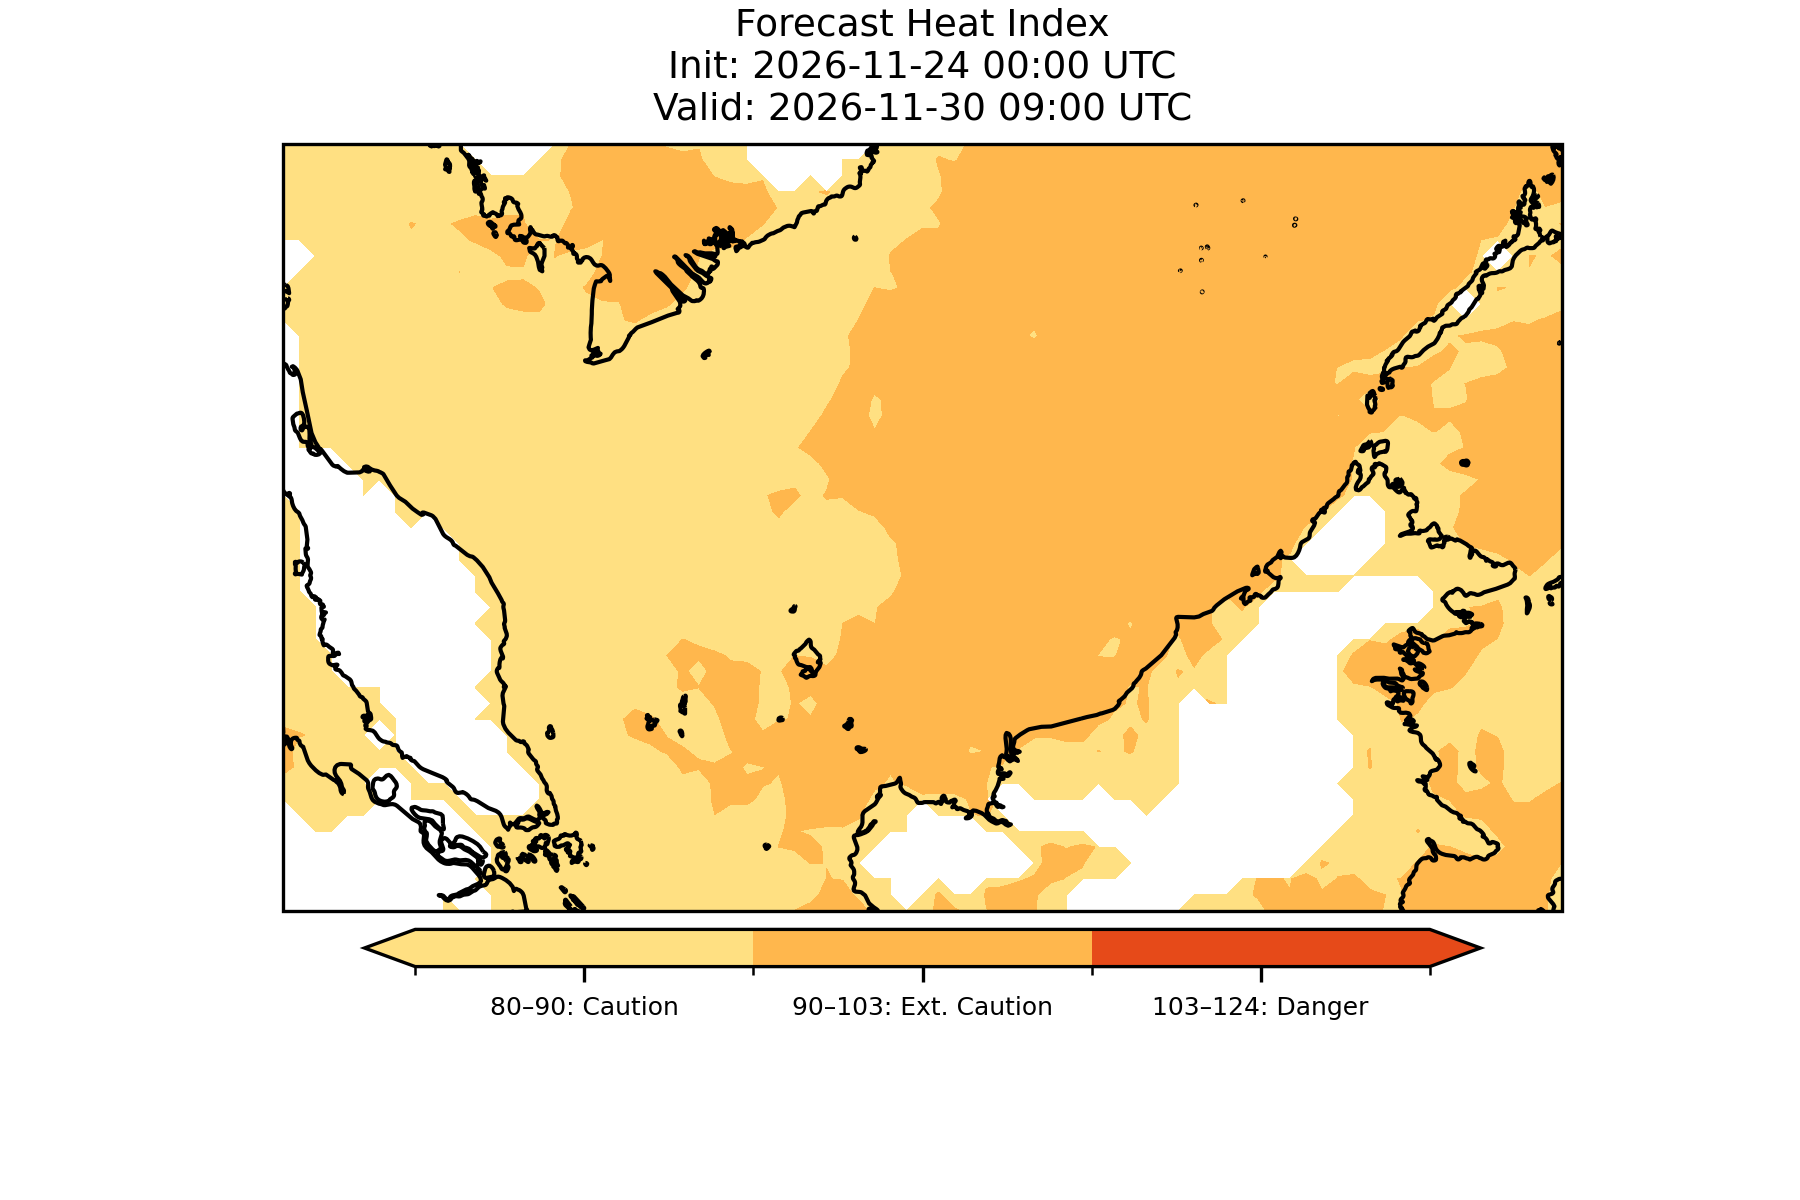 Forecast Heat Index
Init: 2026-11-24 00:00 UTC
Valid: 2026-11-30 09:00 UTC
80–90: Caution
90–103: Ext. Caution
103–124: Danger